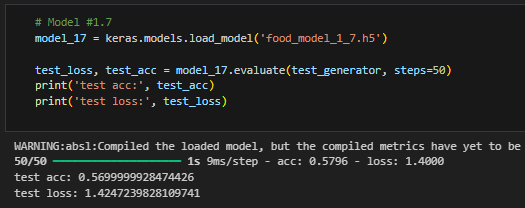 # Model #1.7
model_17 = keras.models.load_model('food_model_1_7.h5')
test_loss, test_acc = model_17.evaluate(test_generator, steps=50)
print('test acc:', test_acc)
print('test loss:', test_loss)
WARNING:absl:Compiled the loaded model, but the compiled metrics have yet to be
50/50 ━━━━━━━━━━━━━━━━━━━━ 1s 9ms/step - acc: 0.5796 - loss: 1.4000
test acc: 0.5699999928474426
test loss: 1.4247239828109741